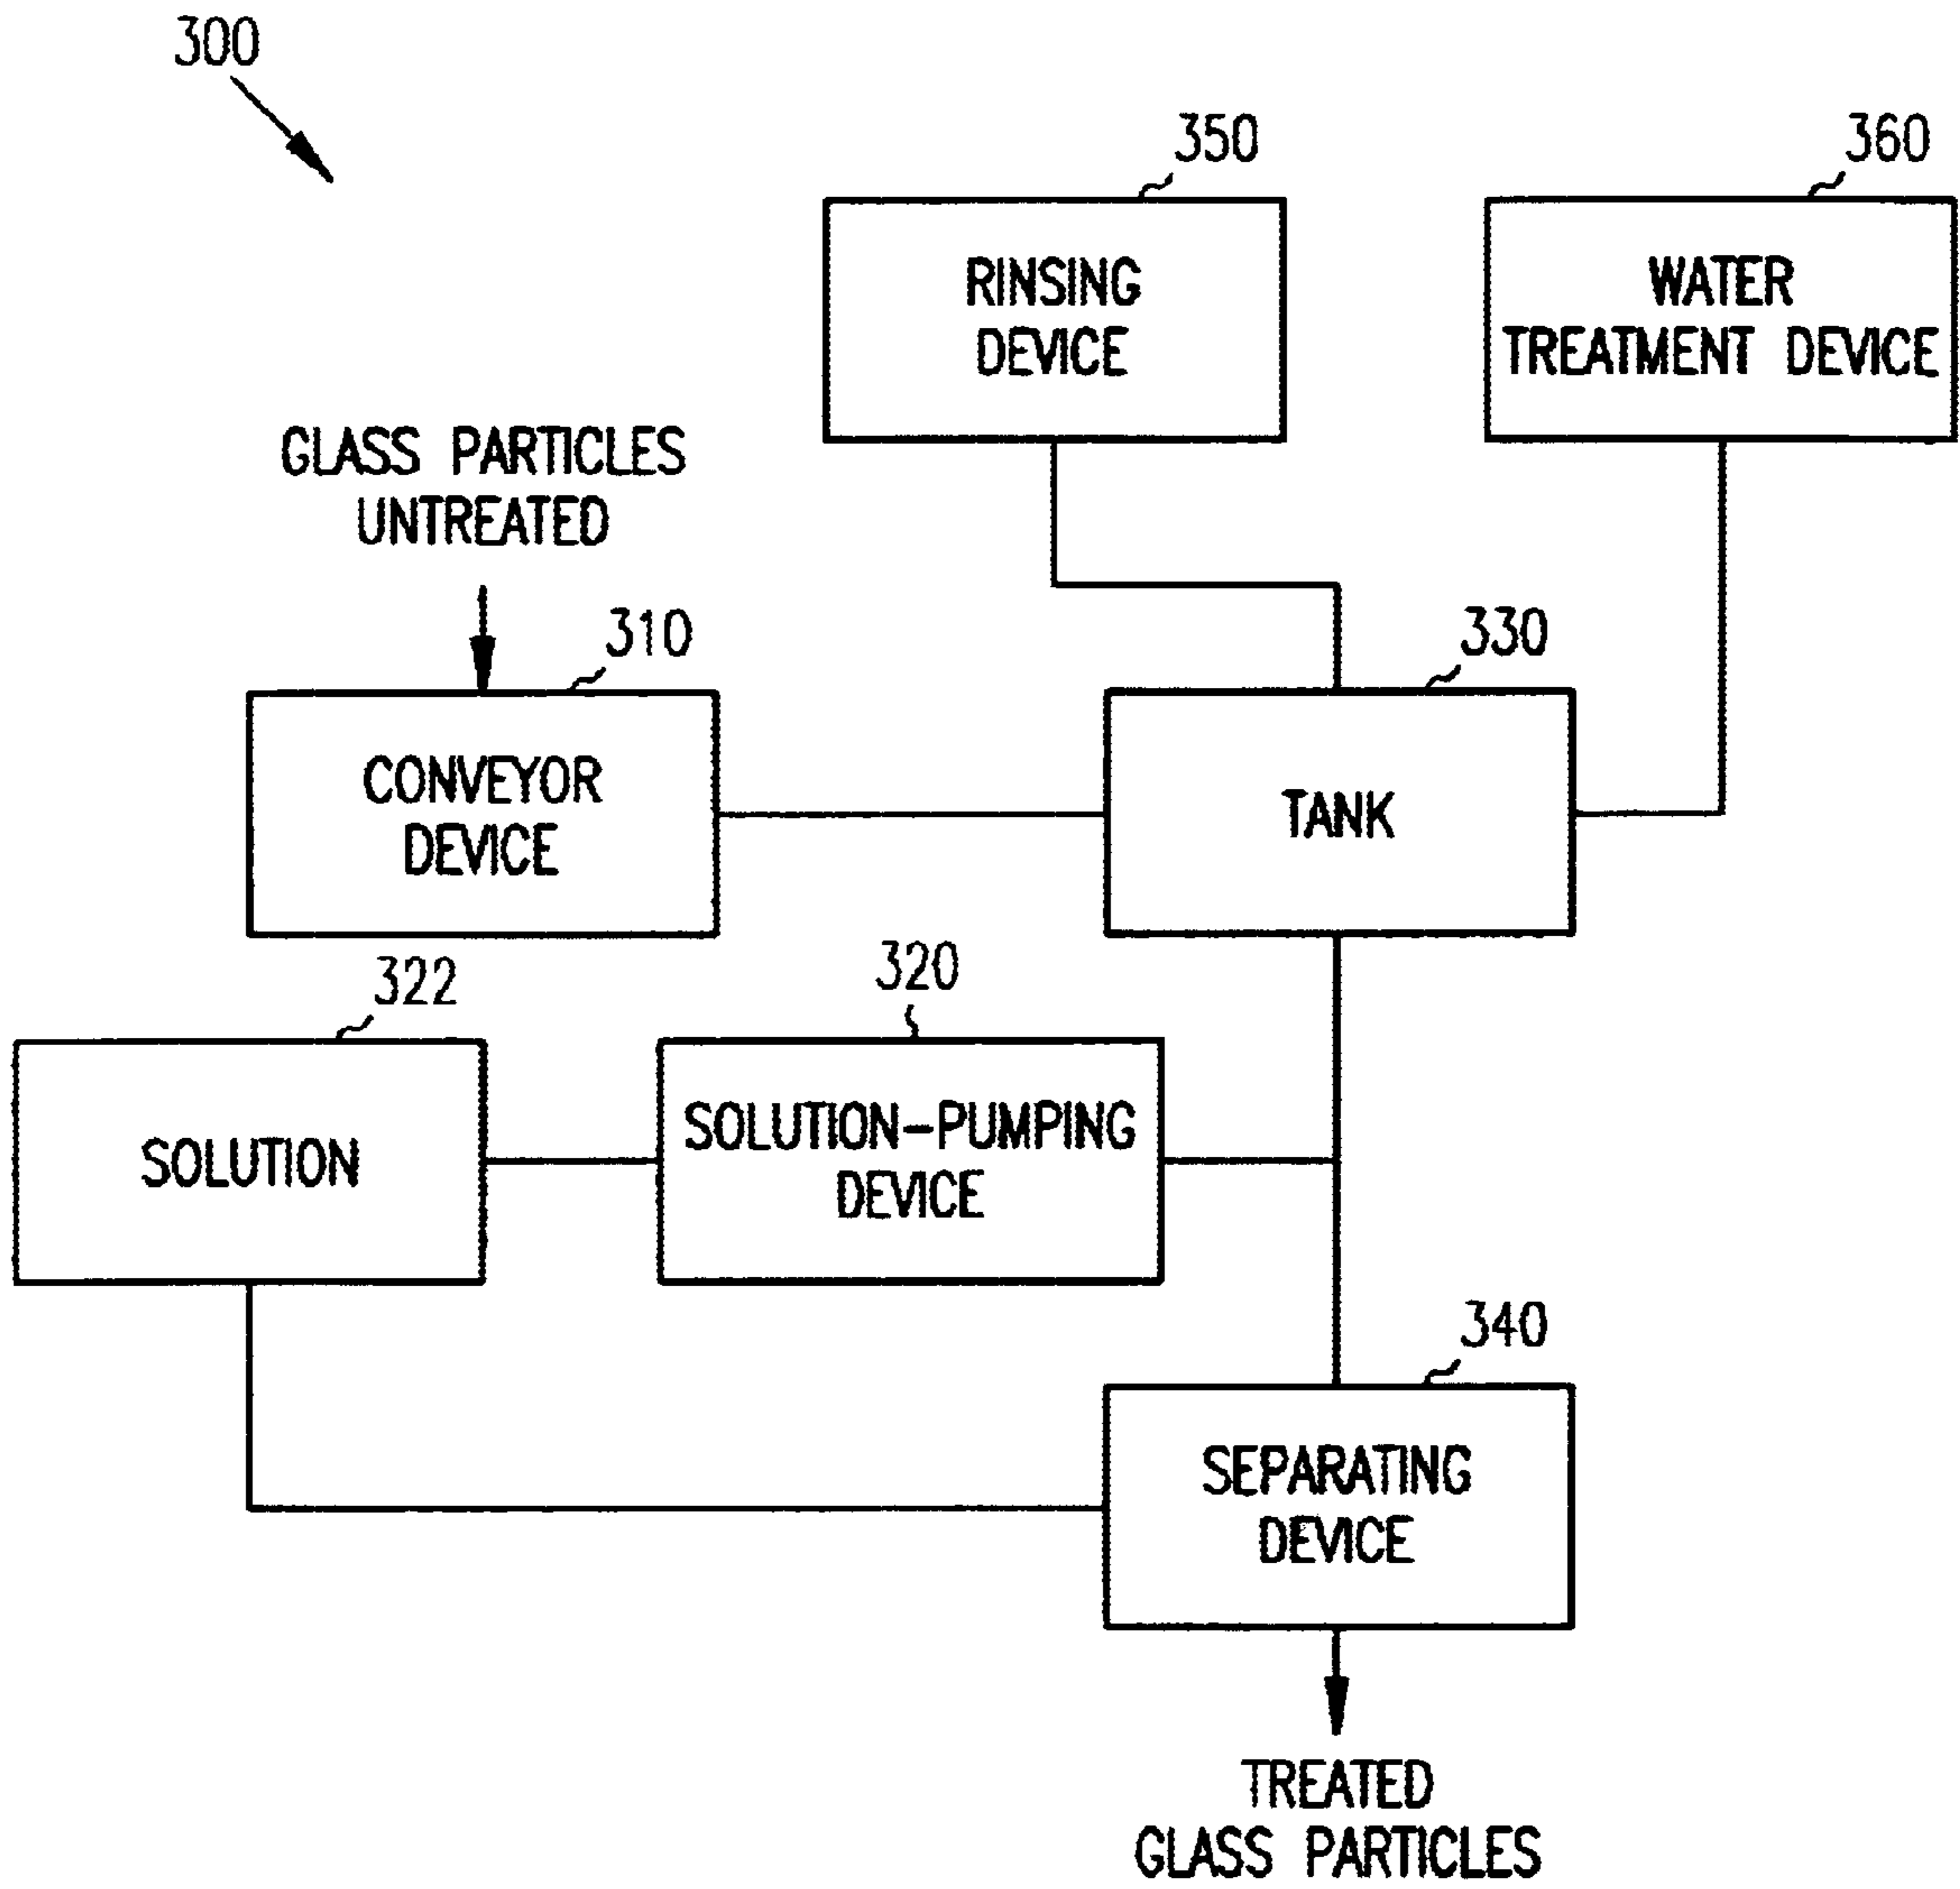 300
350
360
RINSING
DEVICE
WATER
TREATMENT DEVICE
GLASS PARTICLES
UNTREATED
310
330
CONVEYOR
DEVICE
TANK
322
320
SOLUTION
SOLUTION-PUMPING
DEVICE
340
SEPARATING
DEVICE
TREATED
GLASS PARTICLES